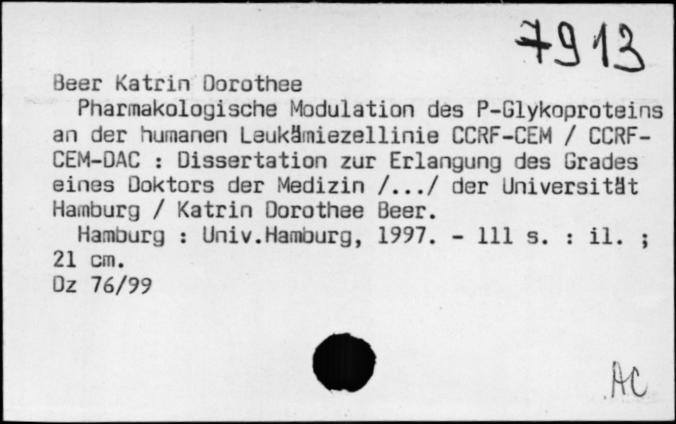 7913
Beer Katrin Dorothee
Pharmakologische Modulation des P-Glykoproteins
an der humanen Leukämiezellinie CCRF-CEM / CCRF-
CEM-DAC : Dissertation zur Erlangung des Grades
eines Doktors der Medizin /.../ der Universität
Hamburg / Katrin Dorothee Beer.
Hamburg : Univ.Hamburg, 1997. - 111 s. : il. ;
21 cm.
Dz 76/99
AC